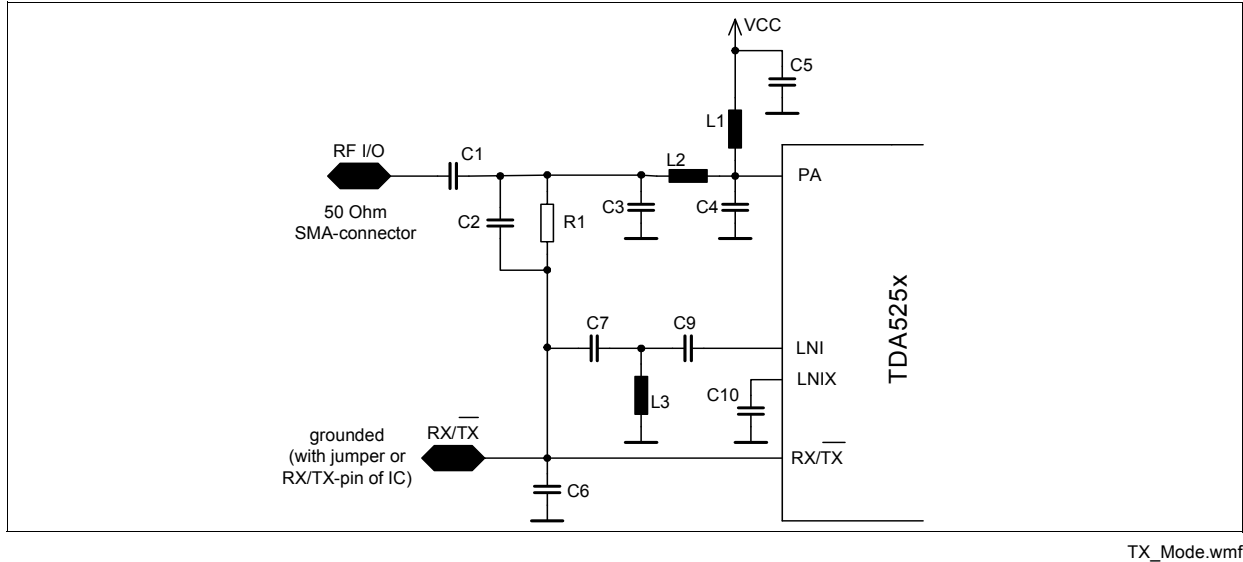 VCC
C5
L1
RF I/O
C1
L2
PA
50 Ohm
SMA-connector
C2
R1
C3
C4
TDA525x
C7
C9
LNI
LNIX
L3
C10
grounded
(with jumper or
RX/TX-pin of IC)
RX/TX
RX/TX
C6
TX_Mode.wmf